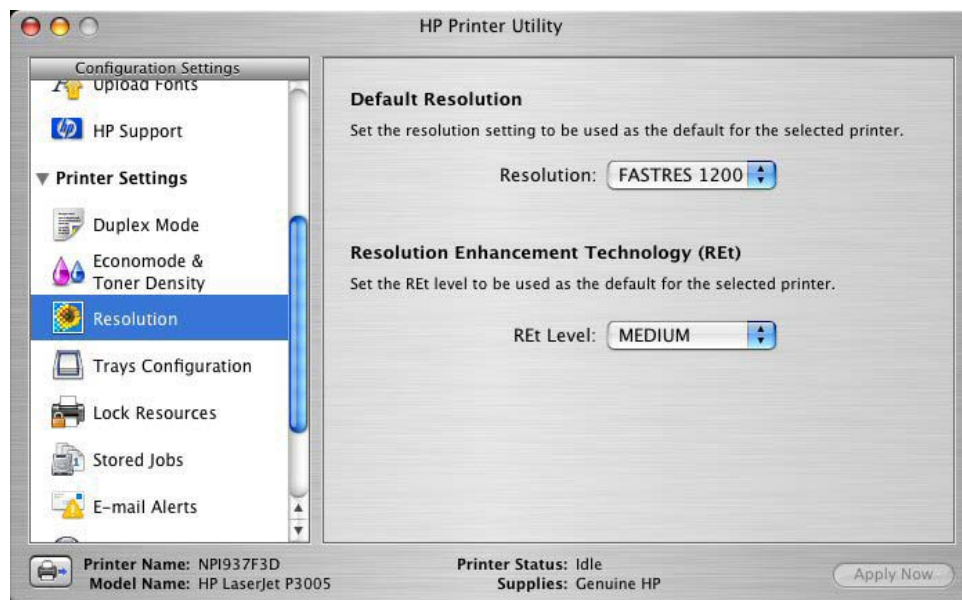 HP Printer Utility
Configuration Settings
Upload Fonts
HP Support
Printer Settings
Duplex Mode
Economode &
Toner Density
Resolution
Trays Configuration
Lock Resources
Stored Jobs
E-mail Alerts
Default Resolution
Set the resolution setting to be used as the default for the selected printer.
Resolution: FASTRES 1200
Resolution Enhancement Technology (REt)
Set the REt level to be used as the default for the selected printer.
REt Level: MEDIUM
Printer Name: NPI937F3D
Model Name: HP LaserJet P3005
Printer Status: Idle
Supplies: Genuine HP
Apply Now